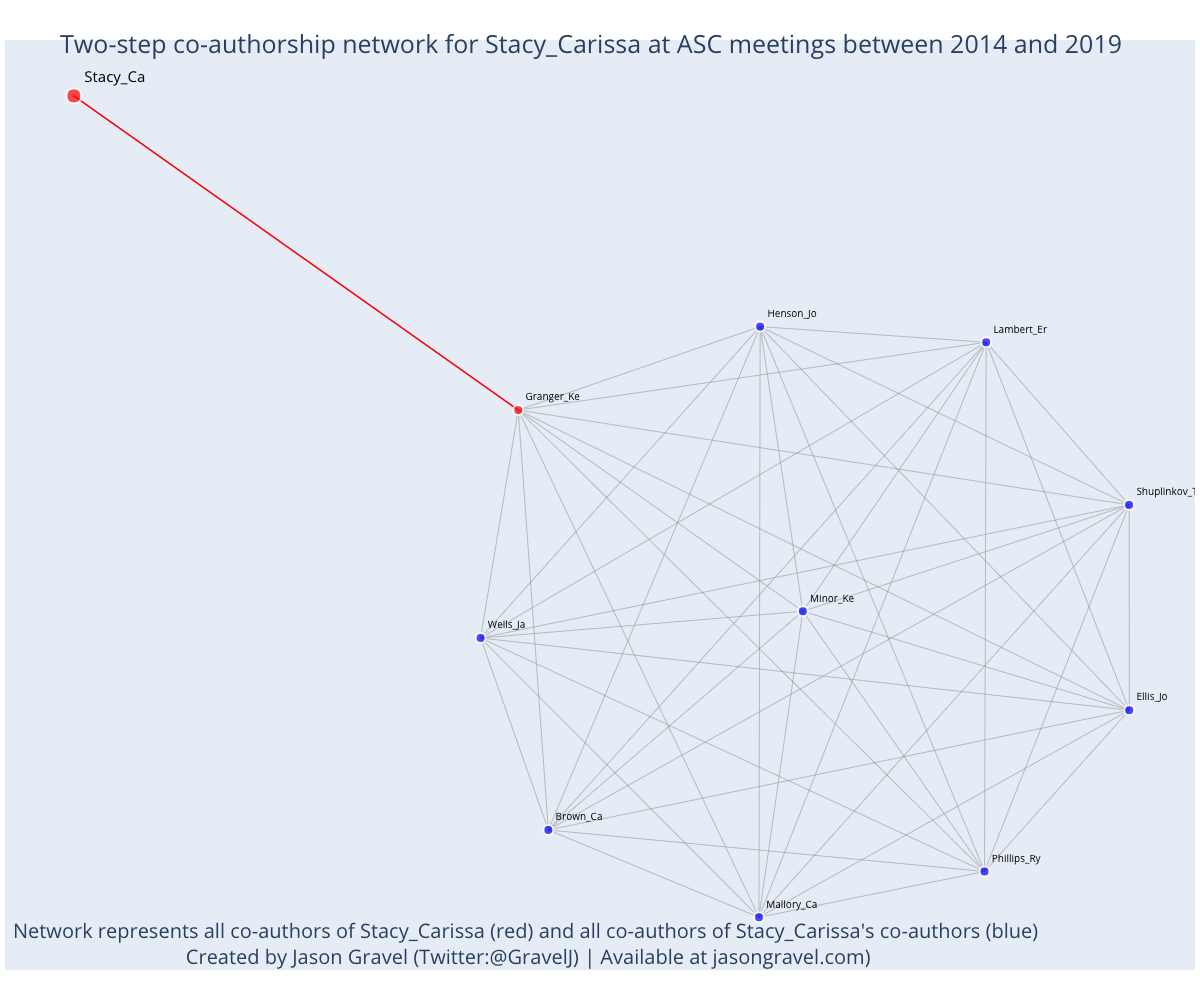 Two-step co-authorship network for Stacy_Carissa at ASC meetings between 2014 and 2019
Stacy_Ca
Henson_Jo
Lambert_Er
Granger_Ke
Shuplinkov_T
Minor_Ke
Wells_Ja
Ellis_Jo
Brown_Ca
Phillips_Ry
Mallory_Ca
Network represents all co-authors of Stacy_Carissa (red) and all co-authors of Stacy_Carissa's co-authors (blue)
Created by Jason Gravel (Twitter:@GravelJ) | Available at jasongravel.com)